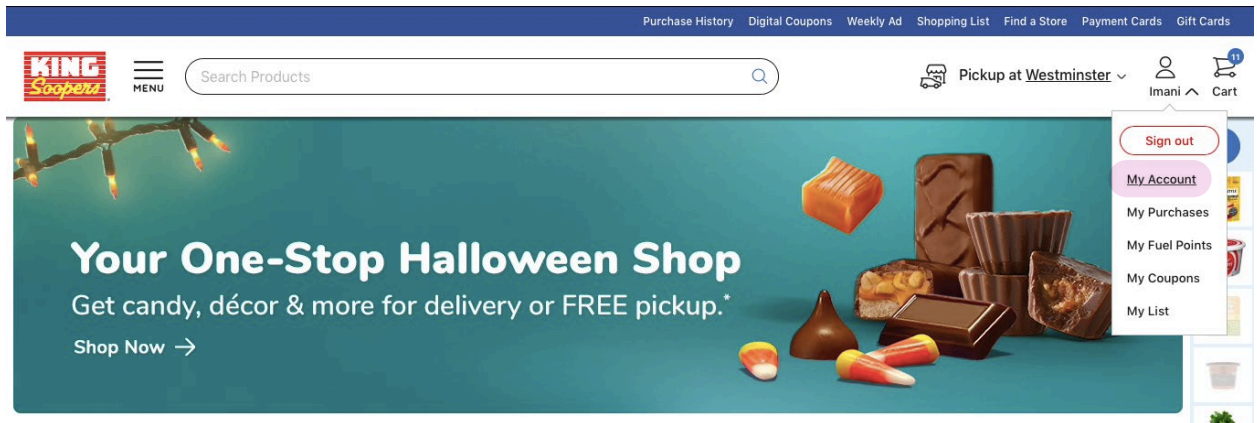 Purchase History Digital Coupons Weekly Ad Shopping List Find a Store Payment Cards Gift Cards
KING
Soopers
MENU
Search Products
Pickup at Westminster
Imani
11
Cart
Sign out
My Account
My Purchases
My Fuel Points
My Coupons
My List
Your One-Stop Halloween Shop
Get candy, décor & more for delivery or FREE pickup.*
Shop Now →